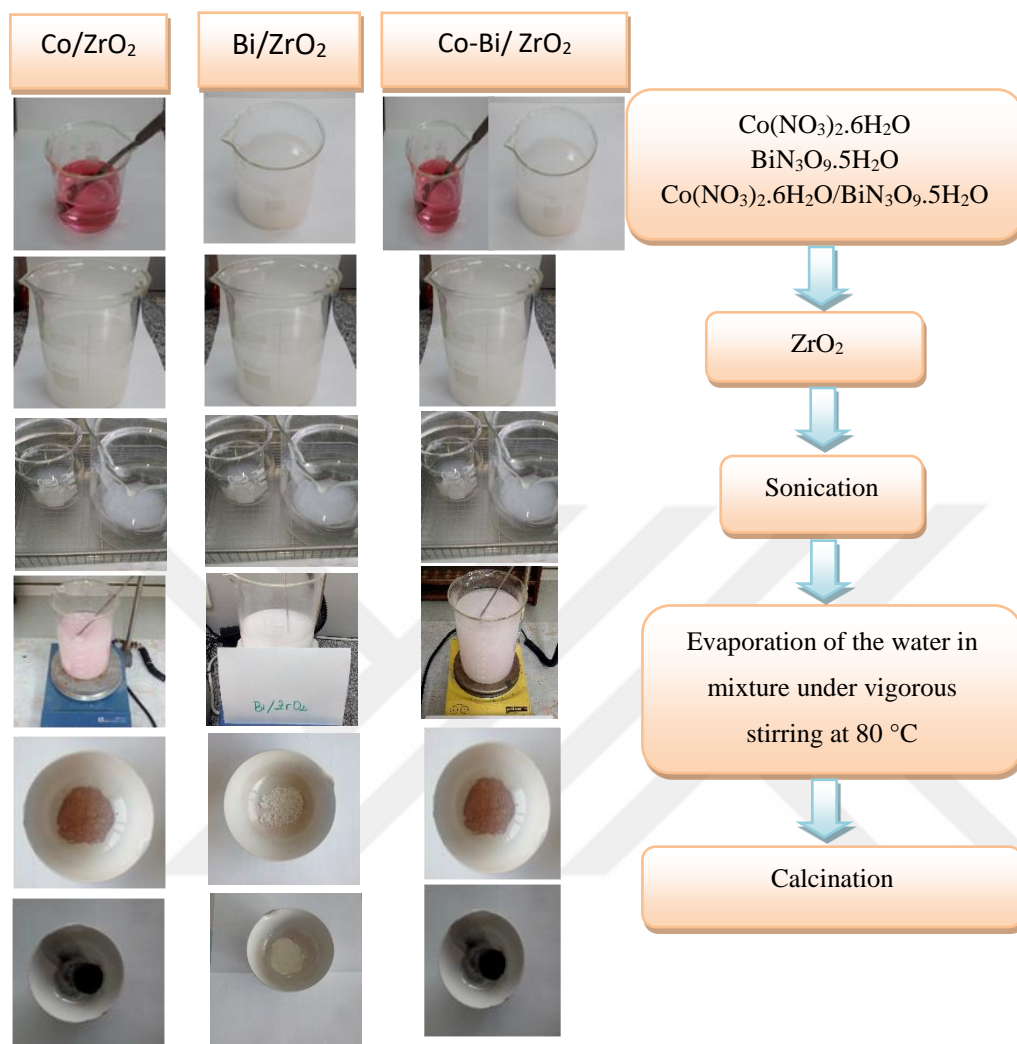 Co/ZrO₂
Bi/ZrO₂
Co-Bi/ ZrO₂
Co(NO₃)₂.6H₂O
BiN₃O₉.5H₂O
Co(NO₃)₂.6H₂O/BiN₃O₉.5H₂O
ZrO₂
Sonication
Evaporation of the water in
mixture under vigorous
stirring at 80 °C
Bi/ZrO₂
Calcination